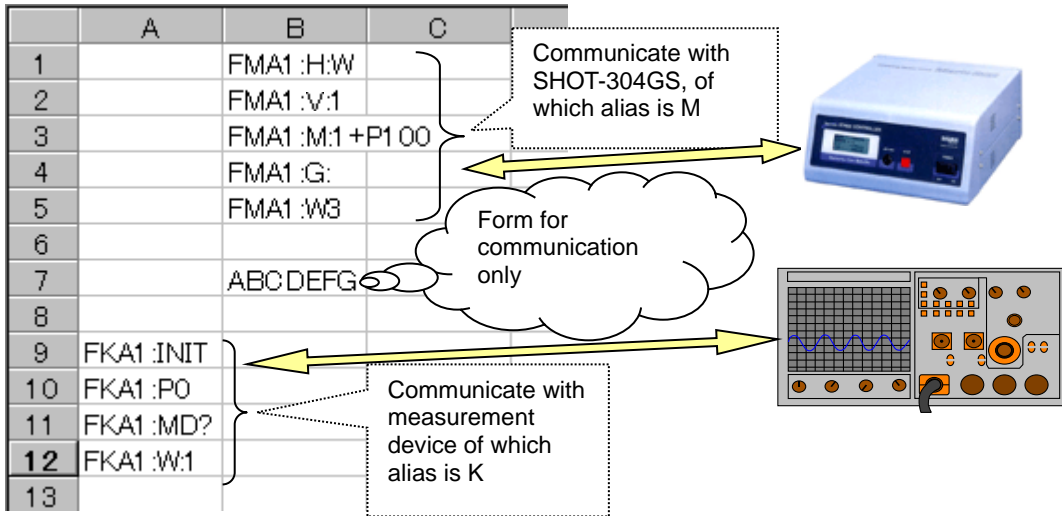 A B C
1 FMA1:H:W
2 FMA1:V:1
3 FMA1:M:1+P100
4 FMA1:G:
5 FMA1:W3
6
7 ABCDEFG
8
9 FKA1:INIT
10 FKA1:P0
11 FKA1:MD?
12 FKA1:W:1
13
Communicate with
SHOT-304GS, of
which alias is M
Form for
communication
only
Communicate with
measurement
device of which
alias is K